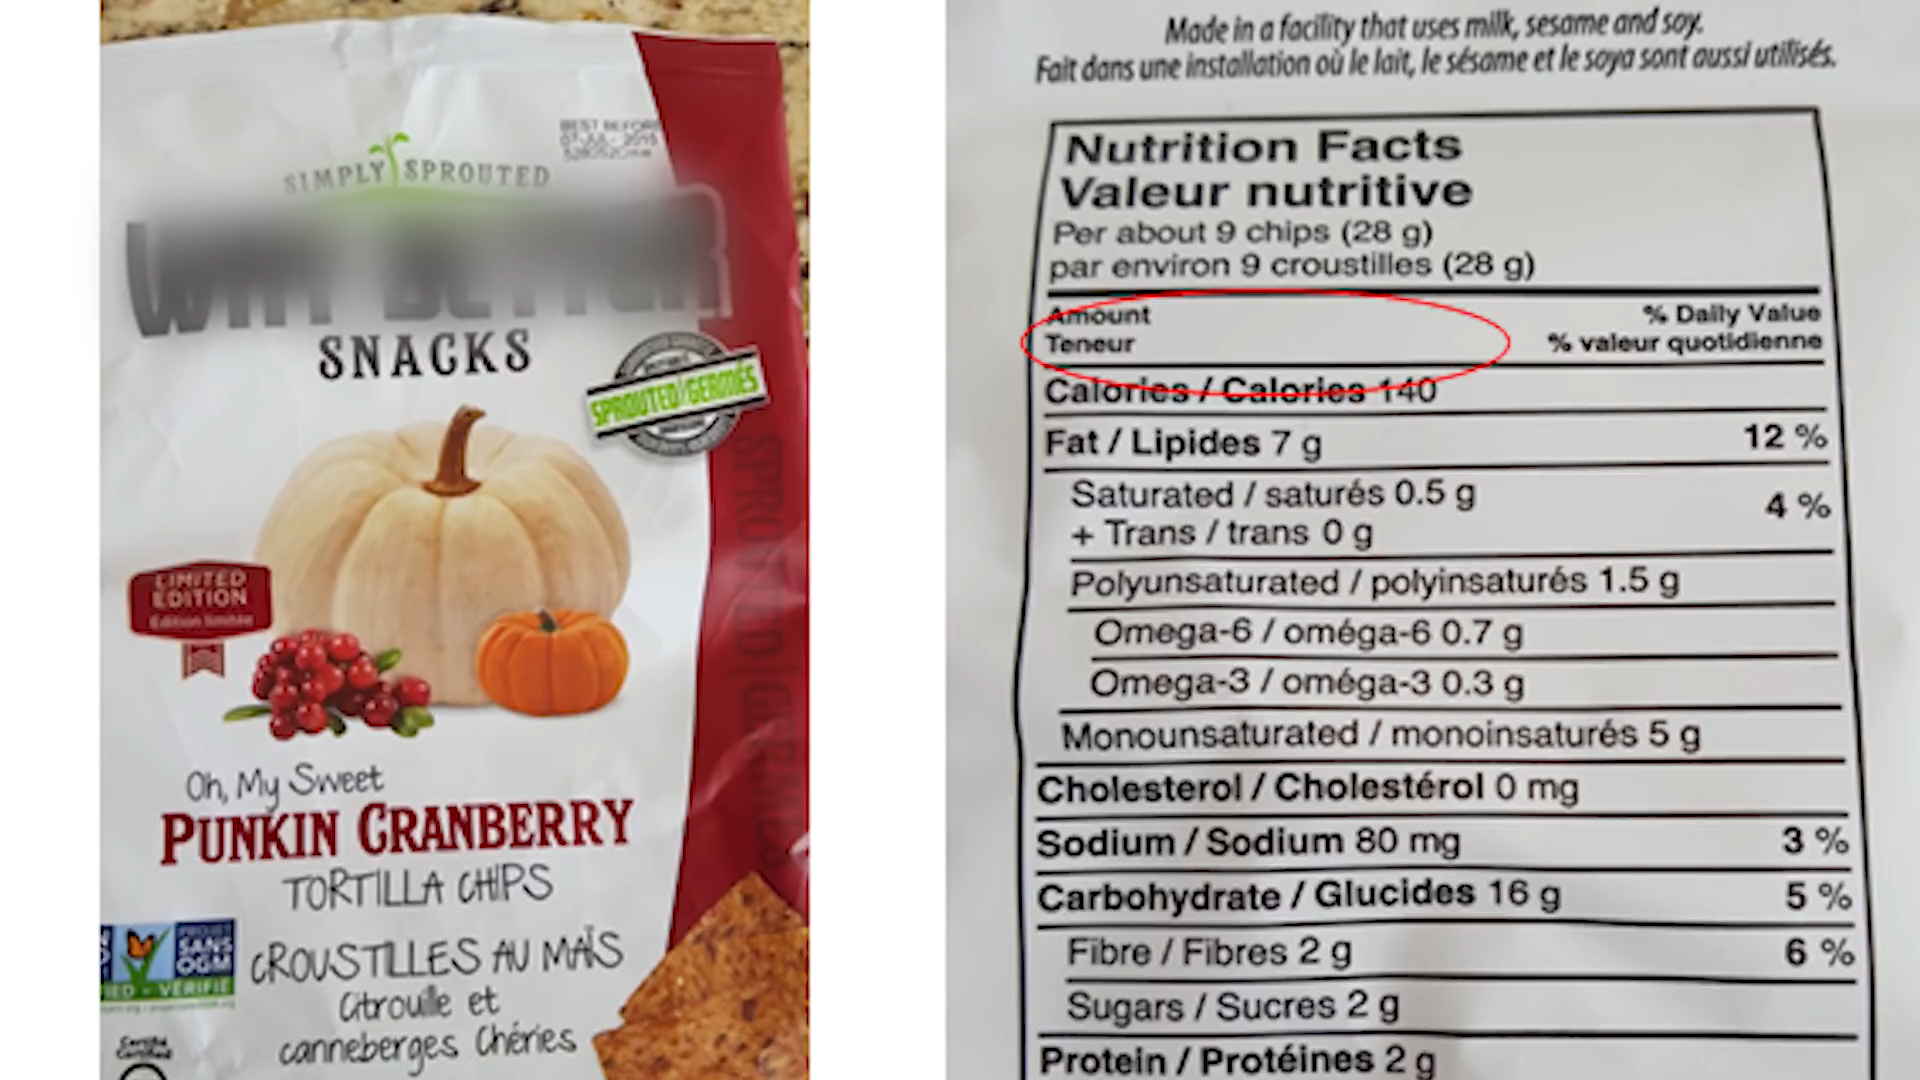 SIMPLY SPROUTED
SNACKS
SPROUTED/GERMÉS
LIMITED
EDITION
Édition limitée
Oh, My Sweet
PUNKIN CRANBERRY
TORTILLA CHIPS
CROUSTILLES AU MAÏS
Citrouille et
canneberges Chéries
PROJET
SANS
OGM
VÉRIFIÉ
BEST BEFORE
Made in a facility that uses milk, sesame and soy.
Fait dans une installation où le lait, le sésame et le soya sont aussi utilisés.
Nutrition Facts
Valeur nutritive
Per about 9 chips (28 g)
par environ 9 croustilles (28 g)
Amount % Daily Value
Teneur % valeur quotidienne
Calories / Calories 140
Fat / Lipides 7 g 12 %
Saturated / saturés 0.5 g 4 %
+ Trans / trans 0 g
Polyunsaturated / polyinsaturés 1.5 g
Omega-6 / oméga-6 0.7 g
Omega-3 / oméga-3 0.3 g
Monounsaturated / monoinsaturés 5 g
Cholesterol / Cholestérol 0 mg
Sodium / Sodium 80 mg 3 %
Carbohydrate / Glucides 16 g 5 %
Fibre / Fibres 2 g 6 %
Sugars / Sucres 2 g
Protein / Protéines 2 g